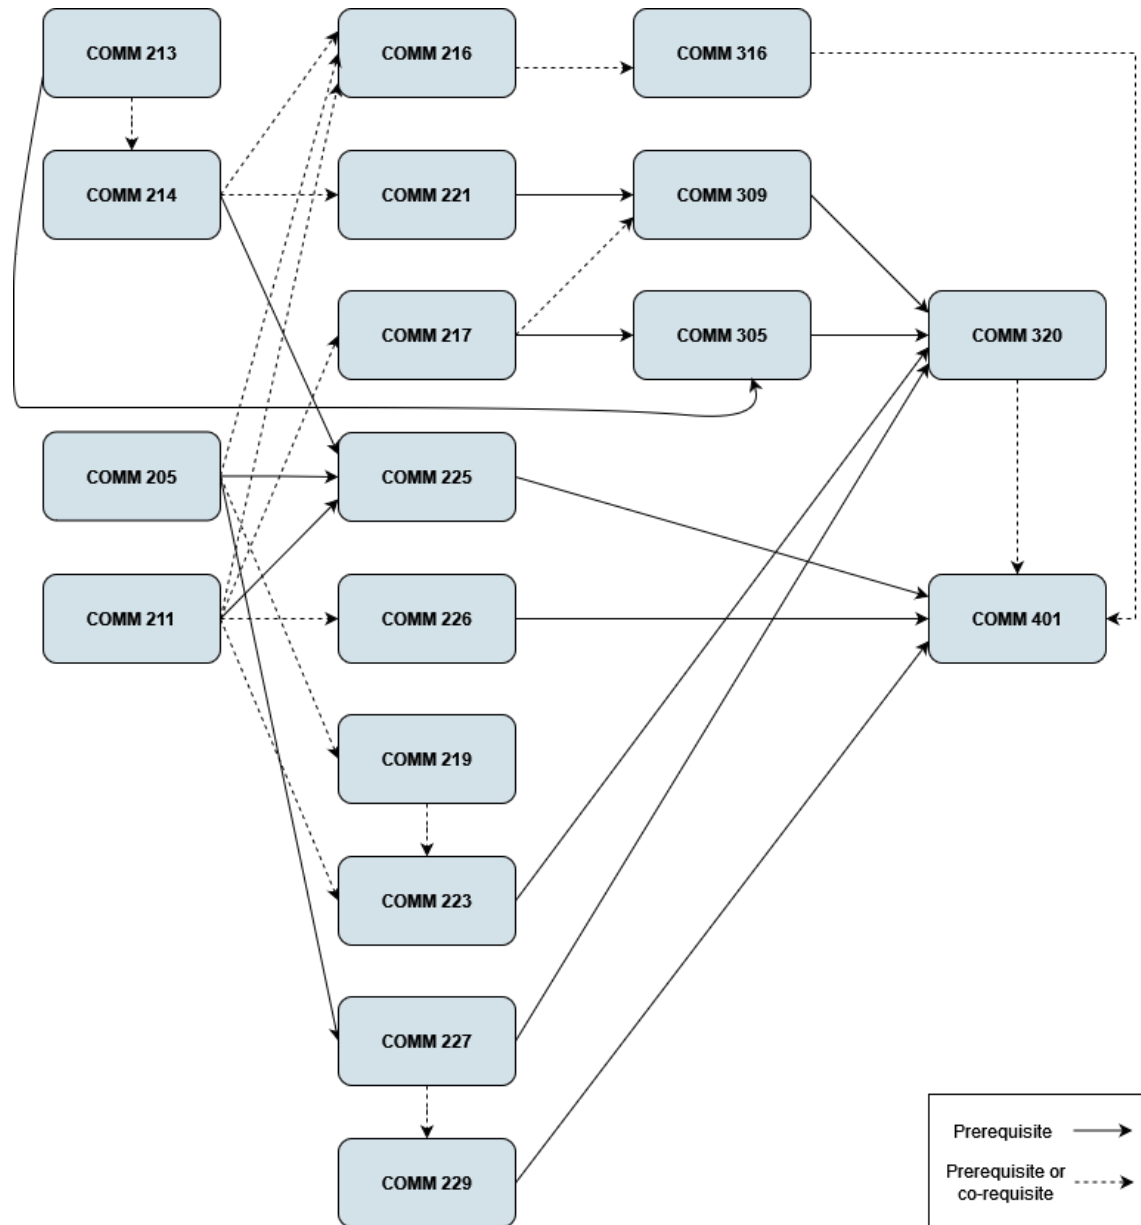 COMM 213
COMM 216
COMM 316
COMM 214
COMM 221
COMM 309
COMM 217
COMM 305
COMM 320
COMM 205
COMM 225
COMM 211
COMM 226
COMM 401
COMM 219
COMM 223
COMM 227
COMM 229
Prerequisite
Prerequisite or
co-requisite